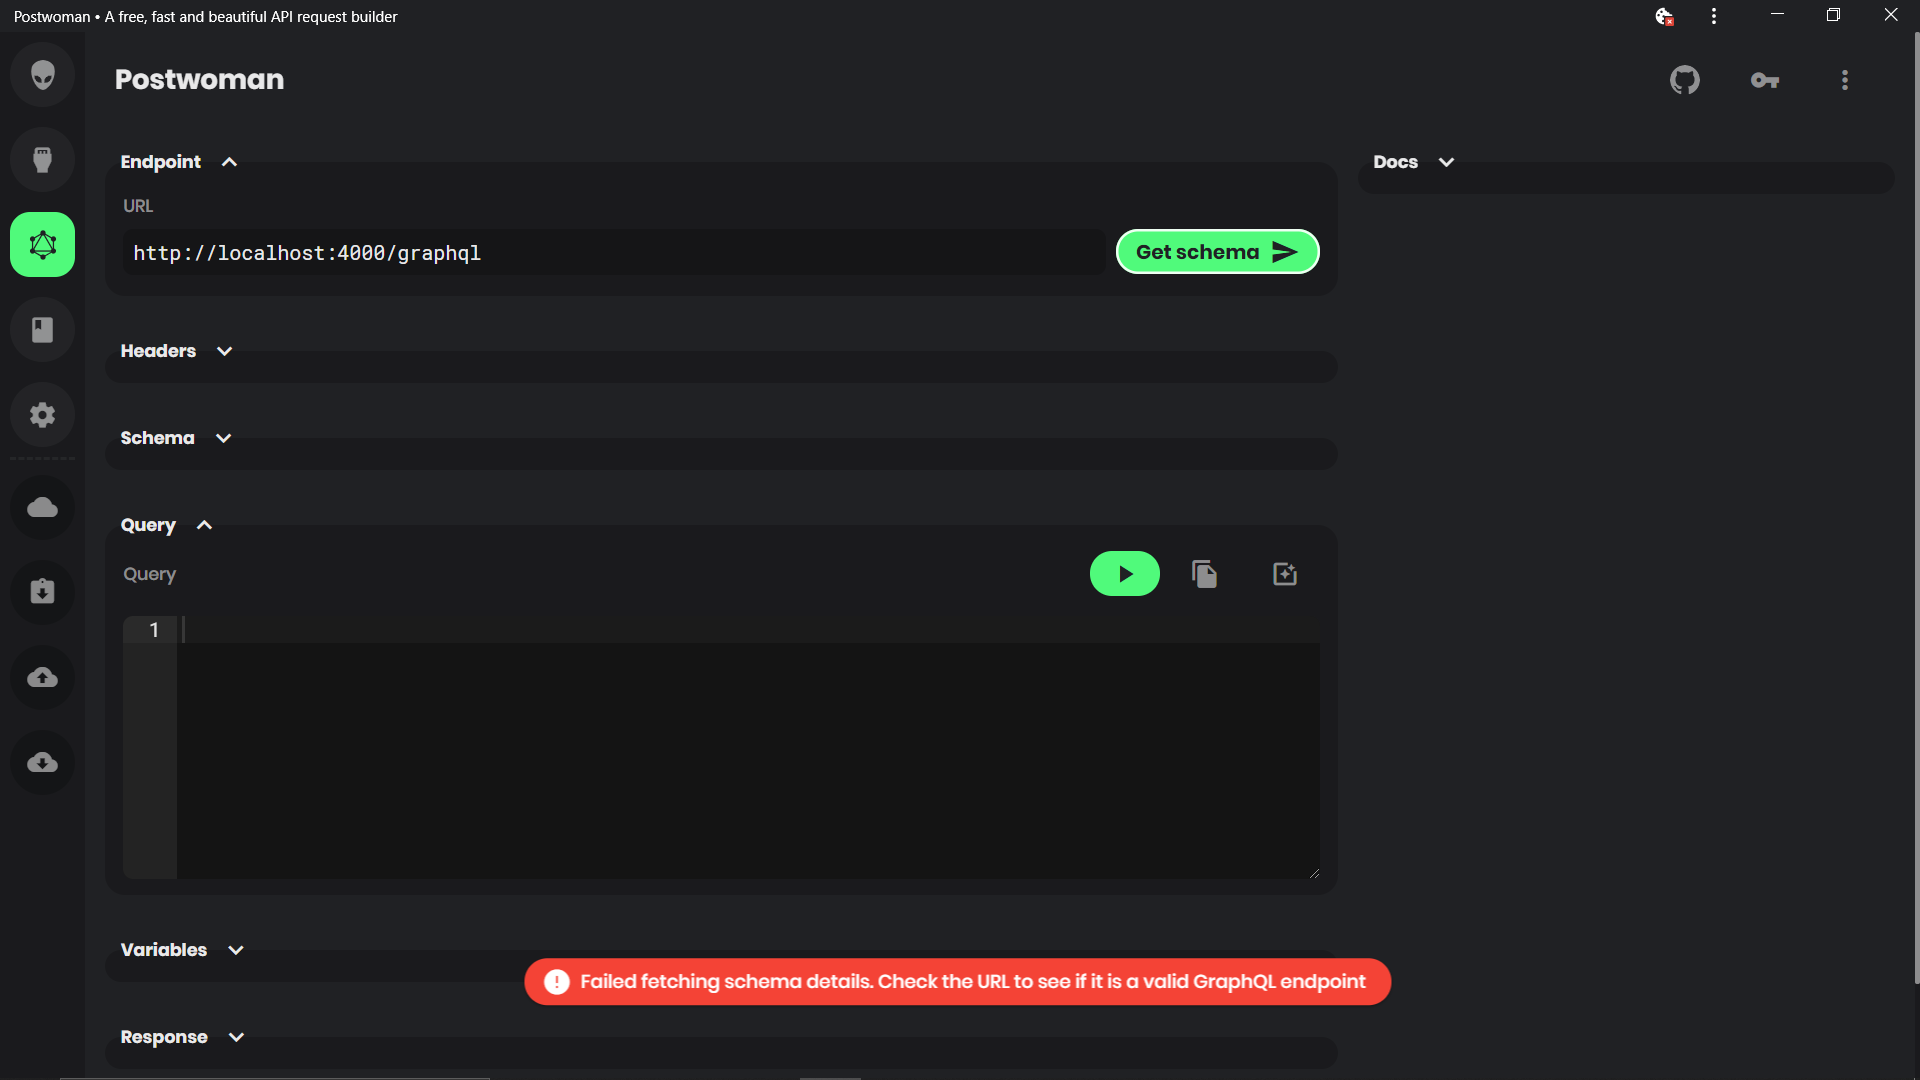 Postwoman • A free, fast and beautiful API request builder
Postwoman
Endpoint
URL
http://localhost:4000/graphql
Get schema
Docs
Headers
Schema
Query
Query
1
Variables
Failed fetching schema details. Check the URL to see if it is a valid GraphQL endpoint
Response